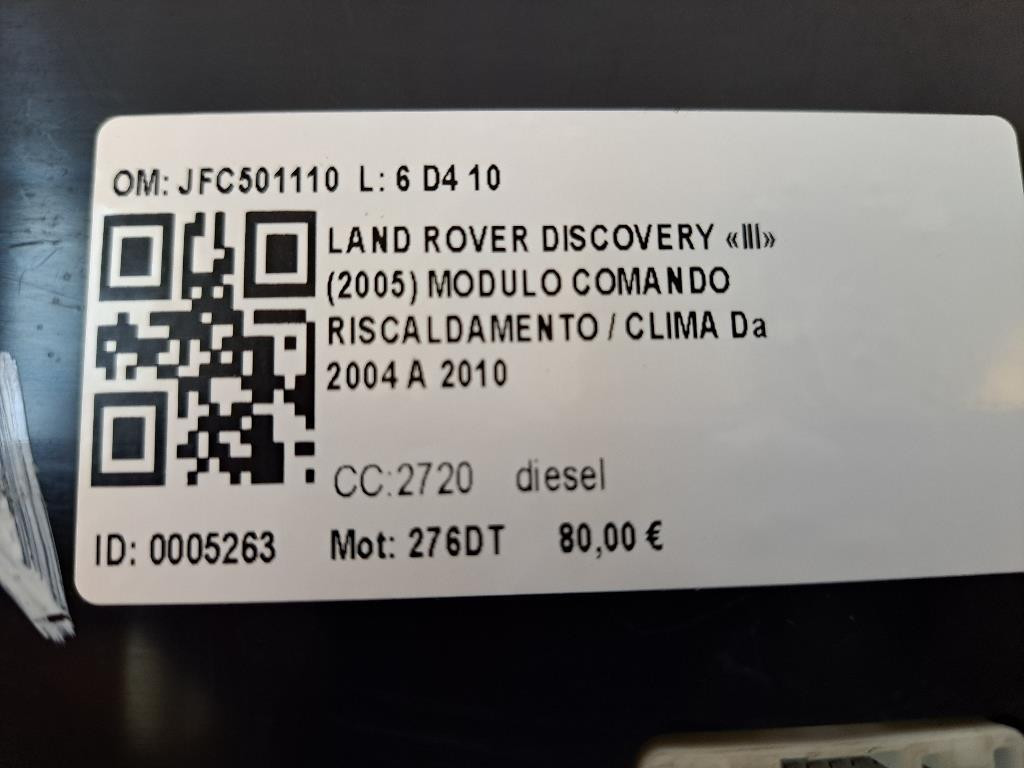 OM: JFC501110 L: 6 D4 10
LAND ROVER DISCOVERY «III»
(2005) MODULO COMANDO
RISCALDAMENTO / CLIMA Da
2004 A 2010
CC:2720 diesel
ID: 0005263 Mot: 276DT 80,00 €